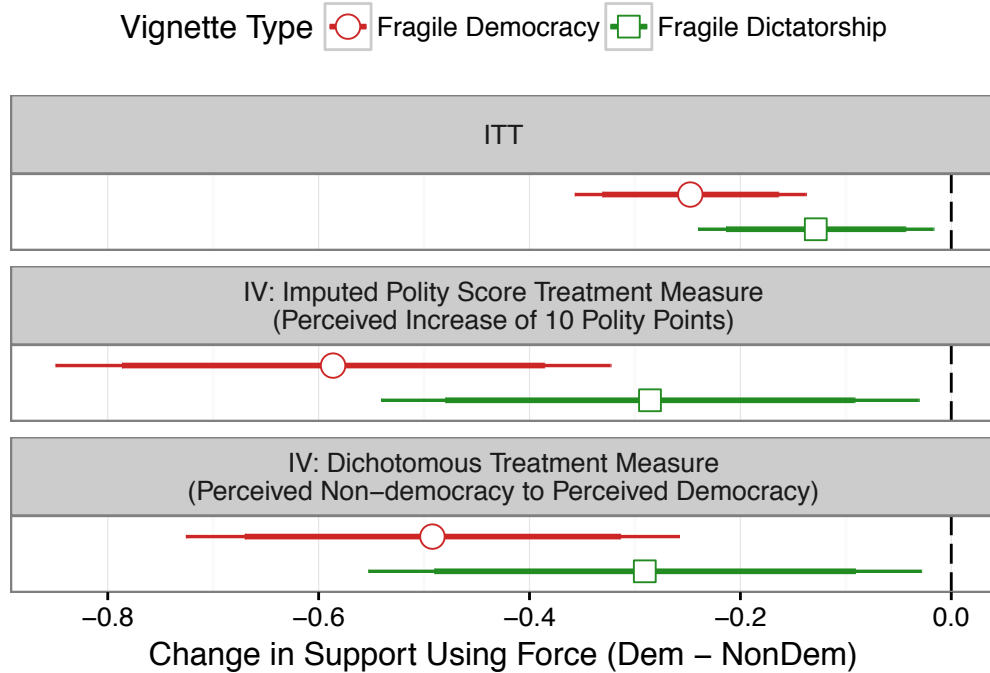 Vignette Type Fragile Democracy Fragile Dictatorship
ITT
IV: Imputed Polity Score Treatment Measure
(Perceived Increase of 10 Polity Points)
IV: Dichotomous Treatment Measure
(Perceived Non−democracy to Perceived Democracy)
−0.8 −0.6 −0.4 −0.2 0.0
Change in Support Using Force (Dem − NonDem)